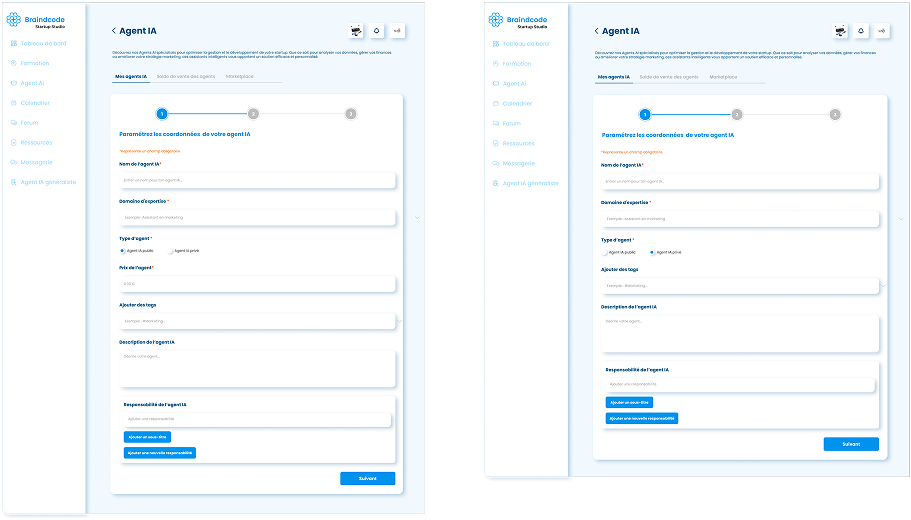 Braindcode
Startup Studio
Tableau de bord
Formation
Agent Ai
Calendrier
Forum
Ressources
Messagerie
Agent IA généraliste
Agent IA
Découvrez nos Agents AI spécialisés pour optimiser la gestion et le développement de votre startup. Que ce soit pour analyser vos données, gérer vos finances
ou améliorer votre stratégie marketing, ces assistants intelligents vous apportent un soutien efficace et personnalisé.
Mes agents IA
Solde de vente des agents
Marketplace
1
2
3
Paramétrez les coordonnées de votre agent IA
*Représente un champ obligatoire
Nom de l'agent IA*
Entrer un nom pour ton agent IA...
Domaine d'expertise *
Exemple: Assistant en marketing
Type d'agent *
Agent IA public
Agent IA privé
Prix de l'agent*
Ajouter des tags
Exemple: #Marketing...
Description de l'agent IA
Décrire votre agent...
Responsabilité de l'agent IA
Ajouter une responsabilité
Ajouter un sous-titre
Ajouter une nouvelle responsabilité
Suivant
Braindcode
Startup Studio
Tableau de bord
Formation
Agent Ai
Calendrier
Forum
Ressources
Messagerie
Agent IA généraliste
Agent IA
Découvrez nos Agents AI spécialisés pour optimiser la gestion et le développement de votre startup. Que ce soit pour analyser vos données, gérer vos finances
ou améliorer votre stratégie marketing, ces assistants intelligents vous apportent un soutien efficace et personnalisé.
Mes agents IA
Solde de vente des agents
Market place
1
2
3
Paramétrez les coordonnées de votre agent IA
*Représente un champ obligatoire
Nom de l'agent IA*
Entrer un nom pour ton agent IA...
Domaine d'expertise *
Exemple: Assistant en marketing
Type d'agent *
Agent IA public
Agent IA privé
Ajouter des tags
Exemple: #Marketing...
Description de l'agent IA
Décrire votre agent...
Responsabilité de l'agent IA
Ajouter une responsabilité
Ajouter un sous-titre
Ajouter une nouvelle responsabilité
Suivant